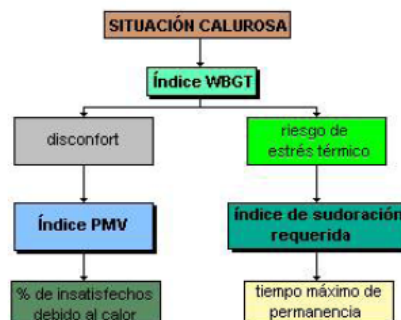 SITUACIÓN CALUROSA
Índice WBGT
disconfort
riesgo de
estrés térmico
Índice PMV
índice de sudoración
requerida
% de insatisfechos
debido al calor
tiempo máximo de
permanencia